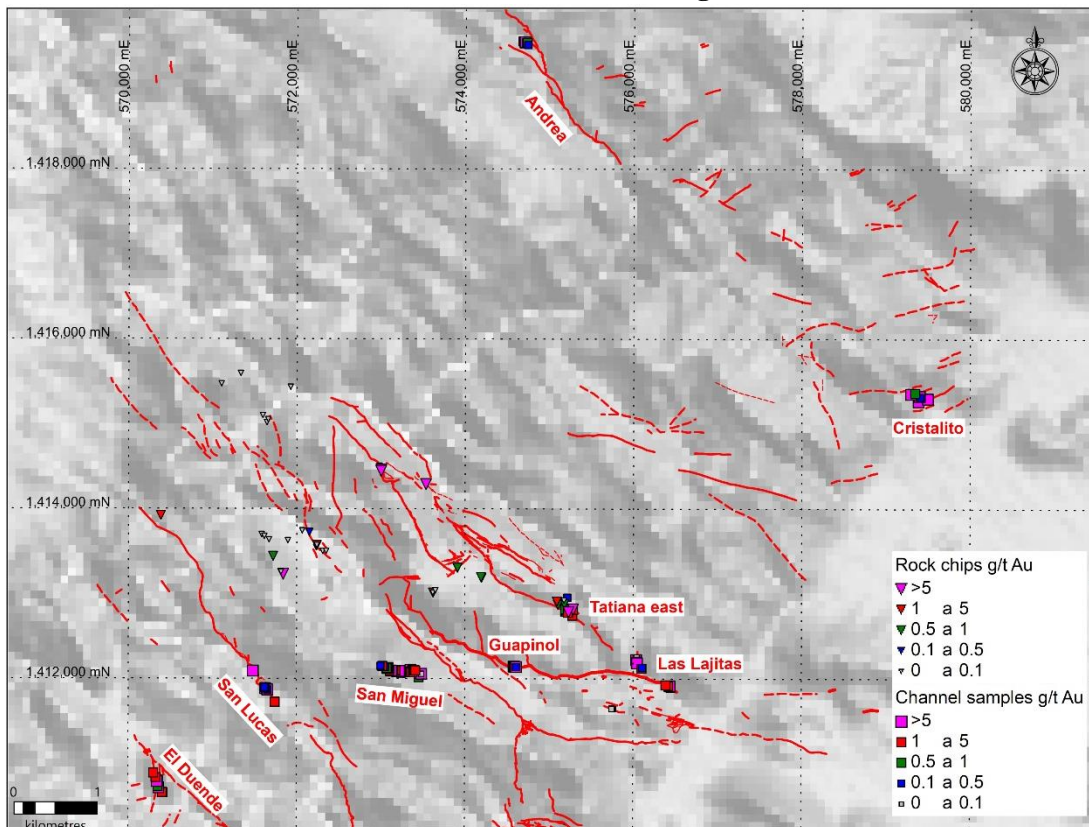 570,000 mE
572,000 mE
574,000 mE
576,000 mE
578,000 mE
580,000 mE
Andrea
1,418,000 mN
1,416,000 mN
Cristalito
1,414,000 mN
Tatiana east
Guapinol
Las Lajitas
1,412,000 mN
San Miguel
San Lucas
El Duende
0 1
kilometres
Rock chips g/t Au
>5
1 a 5
0.5 a 1
0.1 a 0.5
0 a 0.1
Channel samples g/t Au
>5
1 a 5
0.5 a 1
0.1 a 0.5
0 a 0.1